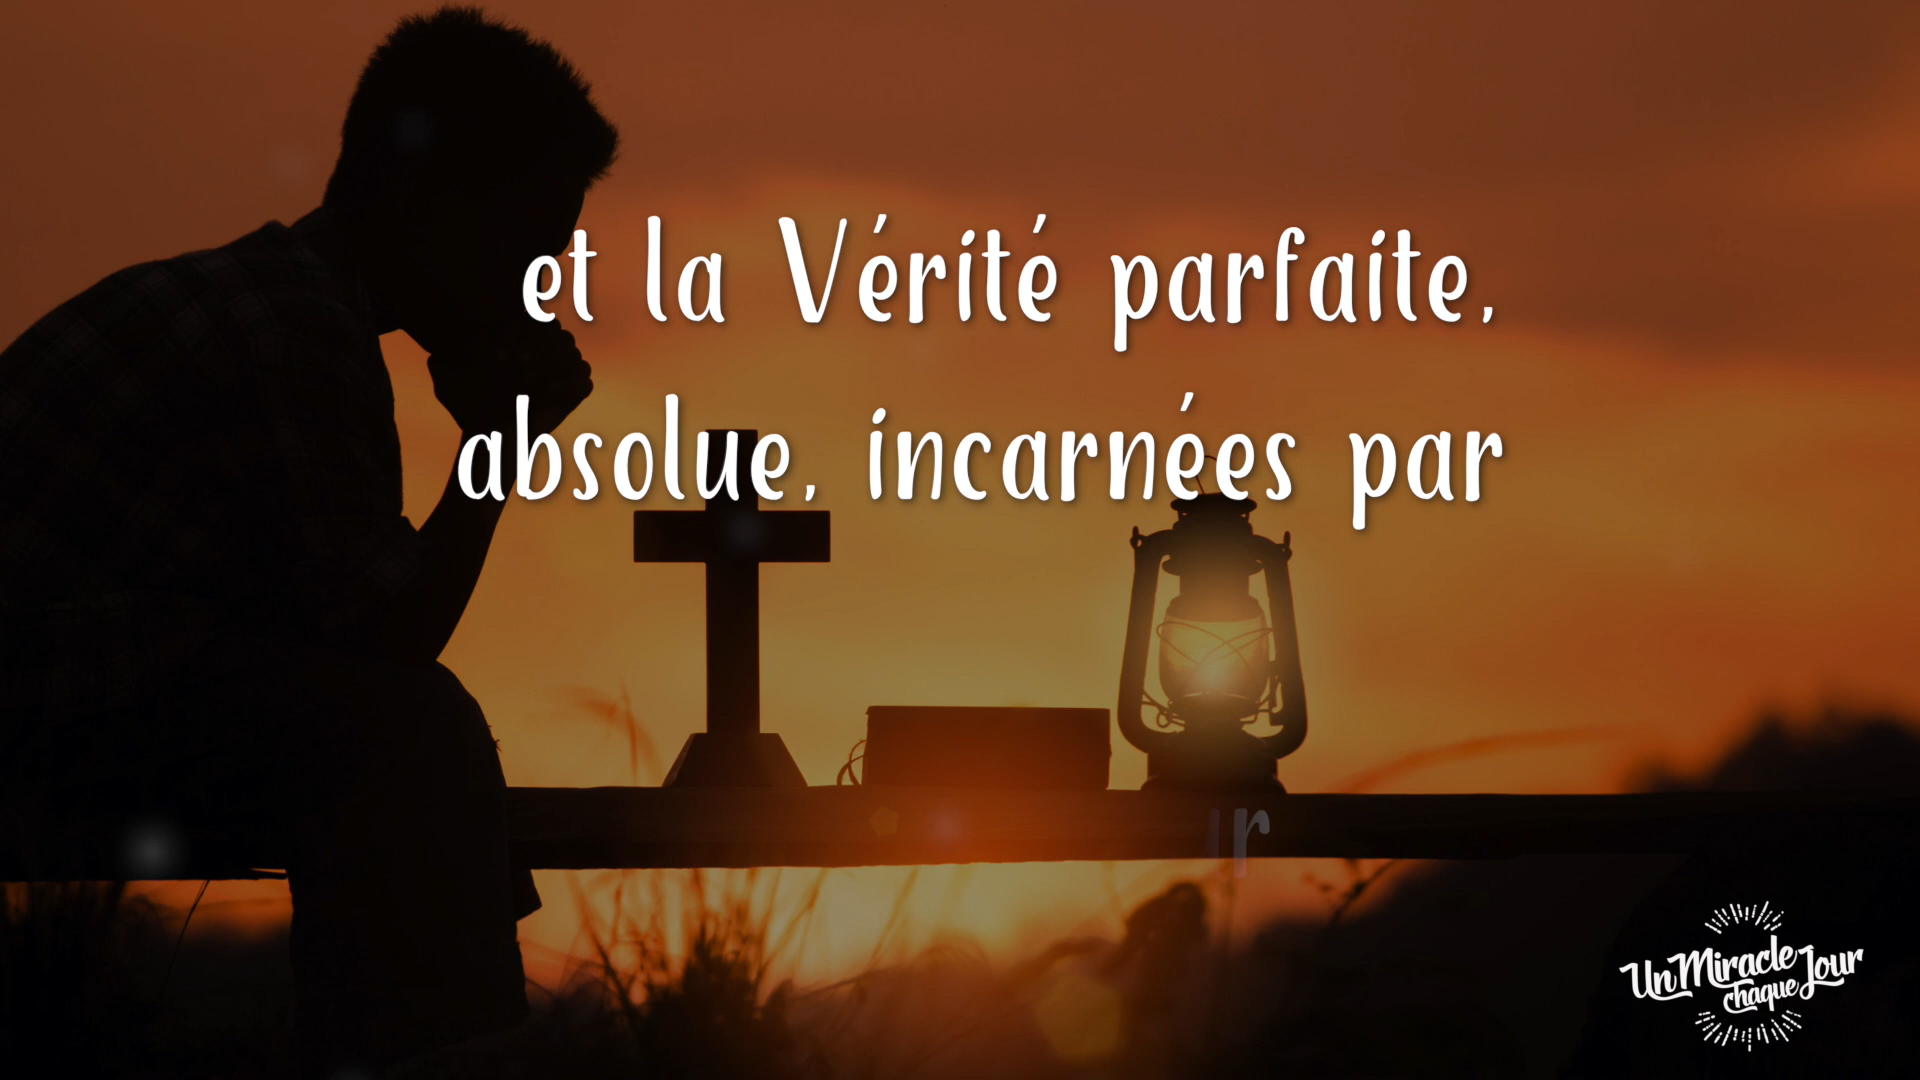 et la Vérité parfaite,
absolue, incarnées par
Un Miracle
chaque Jour